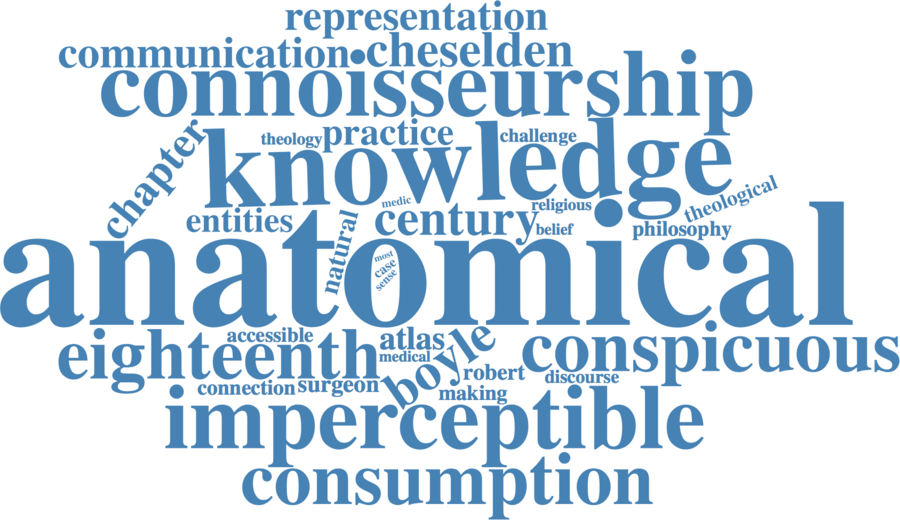 representation
communication cheselden
connoisseurship
chapter
theology practice challenge
knowledge
medic religious theological
entities natural century belief philosophy
anatomical
most
case
sense
accessible atlas
eighteenth medical boyle conspicuous
connection surgeon robert discourse
making
imperceptible
consumption